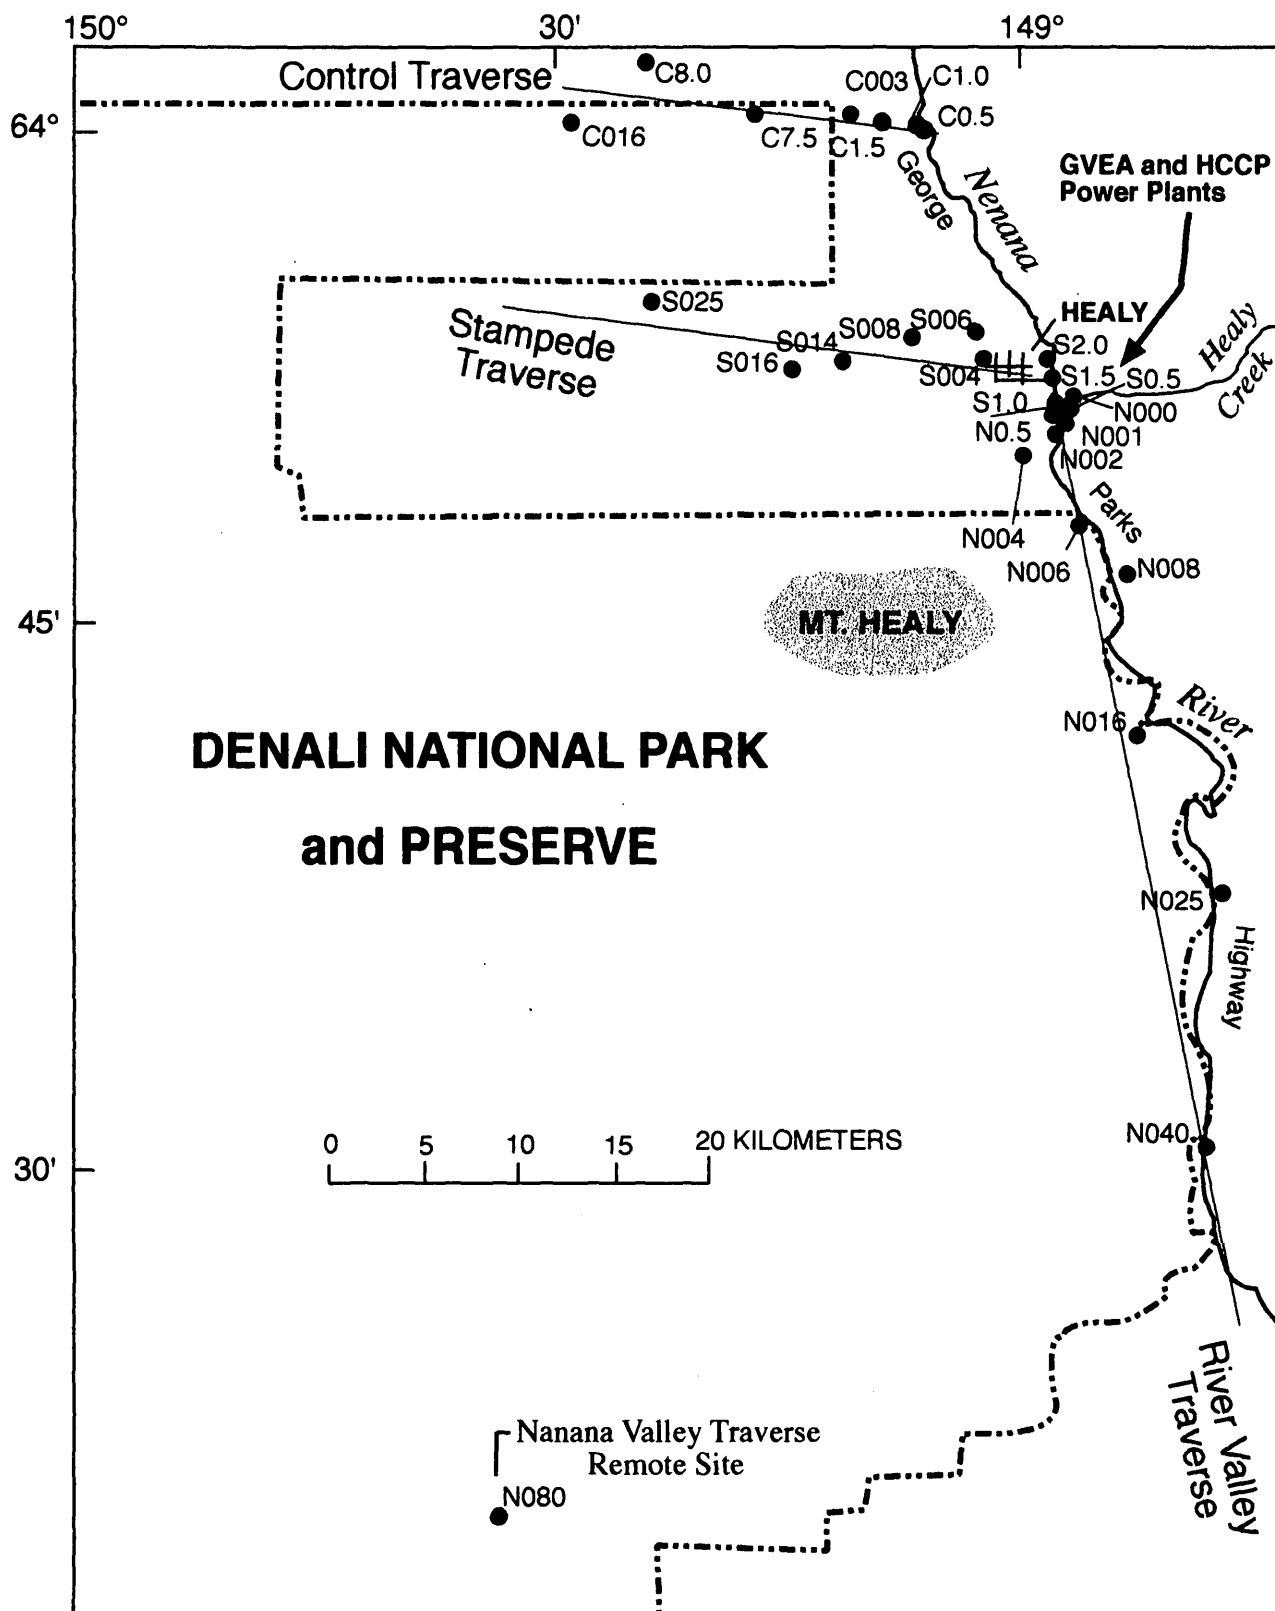 150°
30'
149°
Control Traverse
C8.0
C003
C1.0
64°
C016
C7.5
C1.5
C0.5
George
Nenana
GVEA and HCCP
Power Plants
S025
Stampede
Traverse
S016
S014
S008
S006
HEALY
S2.0
S004
S1.5
S0.5
Healy
Creek
S1.0
N000
N0.5
N001
N002
Parks
N004
N006
N008
45'
MT. HEALY
N016
River
DENALI NATIONAL PARK
and PRESERVE
N025
Highway
0
5
10
15
20 KILOMETERS
N040
30'
River Valley
Traverse
Nanana Valley Traverse
Remote Site
N080